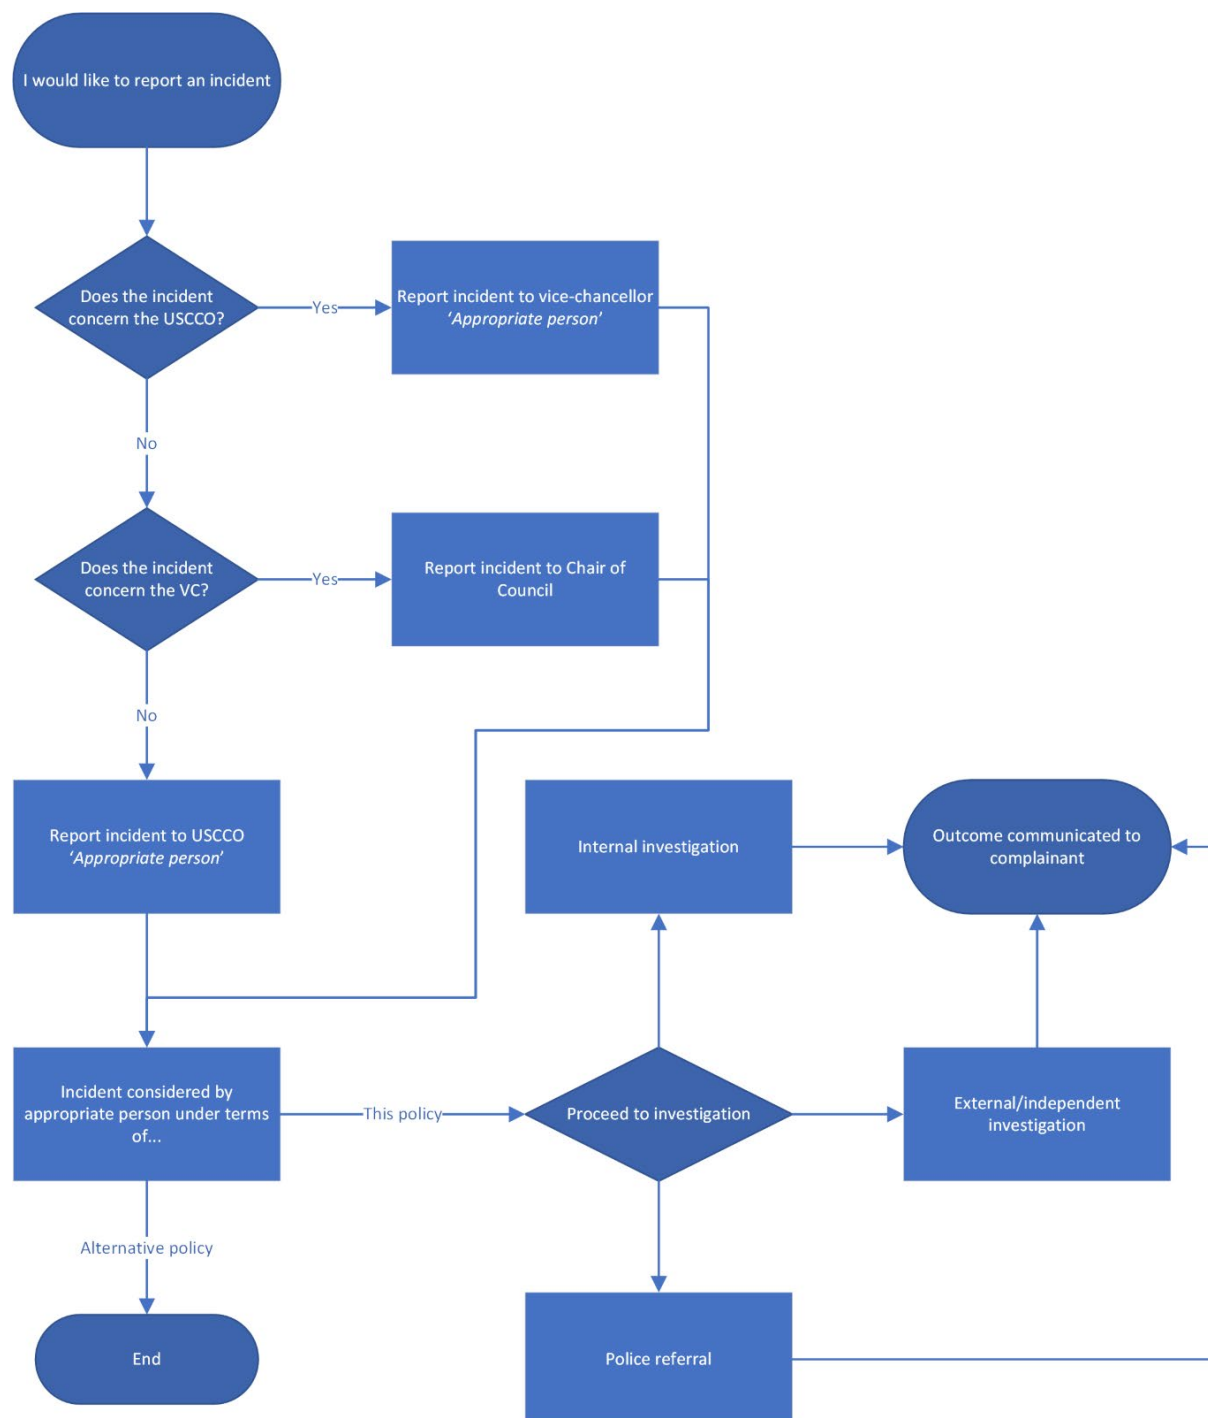 I would like to report an incident
Does the incident
concern the USCCO?
Yes
Report incident to vice-chancellor
‘Appropriate person’
No
Does the incident
concern the VC?
Yes
Report incident to Chair of
Council
No
Report incident to USCCO
‘Appropriate person’
Internal investigation
Outcome communicated to
complainant
Incident considered by
appropriate person under terms
of...
This policy
Proceed to investigation
External/independent
investigation
Alternative policy
End
Police referral